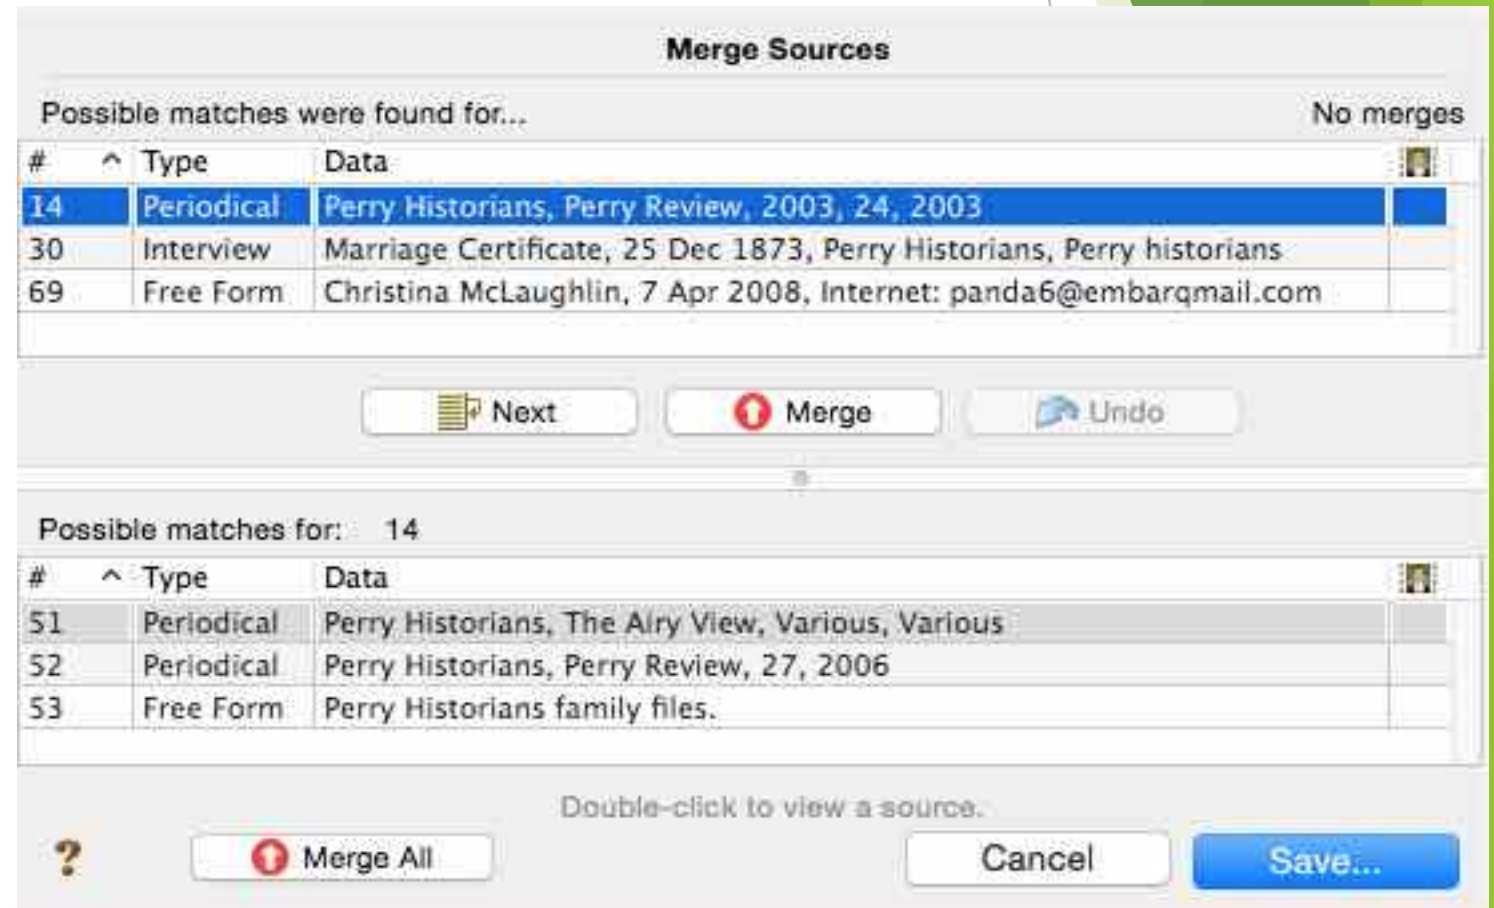 Merge Sources
Possible matches were found for... No merges
# ^ Type Data
14 Periodical Perry Historians, Perry Review, 2003, 24, 2003
30 Interview Marriage Certificate, 25 Dec 1873, Perry Historians, Perry historians
69 Free Form Christina McLaughlin, 7 Apr 2008, Internet: panda6@embarqmail.com
Next Merge Undo
Possible matches for: 14
# ^ Type Data
51 Periodical Perry Historians, The Airy View, Various, Various
52 Periodical Perry Historians, Perry Review, 27, 2006
53 Free Form Perry Historians family files.
Double-click to view a source.
? Merge All Cancel Save...